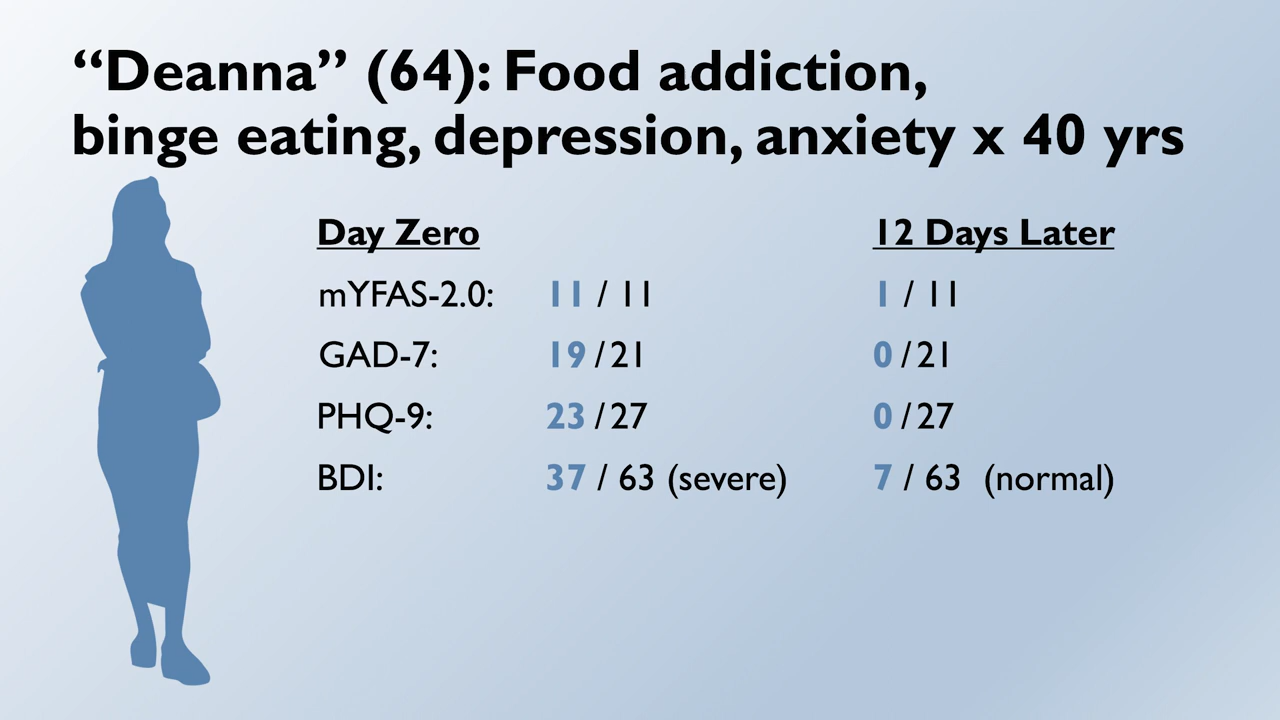 “Deanna” (64): Food addiction,
binge eating, depression, anxiety x 40 yrs
Day Zero 12 Days Later
mYFAS-2.0: 11 / 11 1 / 11
GAD-7: 19 / 21 0 / 21
PHQ-9: 23 / 27 0 / 27
BDI: 37 / 63 (severe) 7 / 63 (normal)